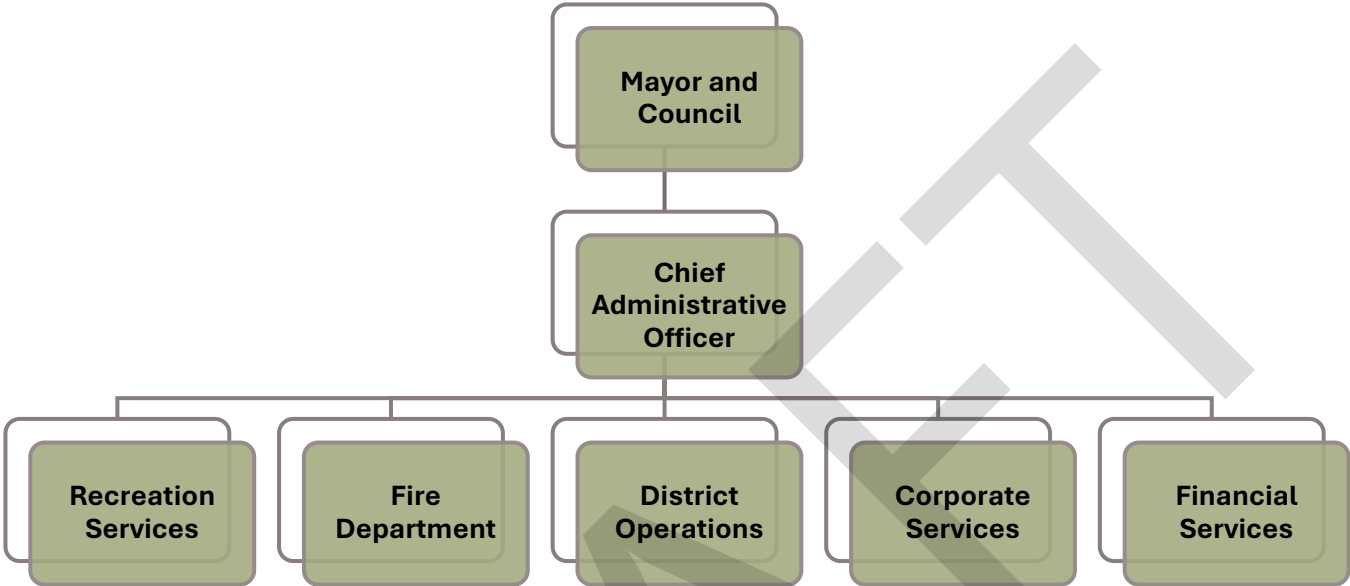 Mayor and
Council
Chief
Administrative
Officer
Recreation
Services
Fire
Department
District
Operations
Corporate
Services
Financial
Services